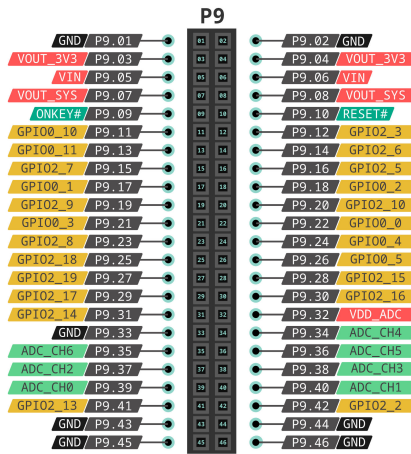 P9
GND P9.01 01 02 P9.02 GND
VOUT_3V3 P9.03 03 04 P9.04 VOUT_3V3
VIN P9.05 05 06 P9.06 VIN
VOUT_SYS P9.07 07 08 P9.08 VOUT_SYS
ONKEY# P9.09 09 10 P9.10 RESET#
GPIO0_10 P9.11 11 12 P9.12 GPIO2_3
GPIO0_11 P9.13 13 14 P9.14 GPIO2_6
GPIO2_7 P9.15 15 16 P9.16 GPIO2_5
GPIO0_1 P9.17 17 18 P9.18 GPIO0_2
GPIO2_9 P9.19 19 20 P9.20 GPIO2_10
GPIO0_3 P9.21 21 22 P9.22 GPIO0_0
GPIO2_8 P9.23 23 24 P9.24 GPIO0_4
GPIO2_18 P9.25 25 26 P9.26 GPIO0_5
GPIO2_19 P9.27 27 28 P9.28 GPIO2_15
GPIO2_17 P9.29 29 30 P9.30 GPIO2_16
GPIO2_14 P9.31 31 32 P9.32 VDD_ADC
GND P9.33 33 34 P9.34 ADC_CH4
ADC_CH6 P9.35 35 36 P9.36 ADC_CH5
ADC_CH2 P9.37 37 38 P9.38 ADC_CH3
ADC_CH0 P9.39 39 40 P9.40 ADC_CH1
GPIO2_13 P9.41 41 42 P9.42 GPIO2_2
GND P9.43 43 44 P9.44 GND
GND P9.45 45 46 P9.46 GND